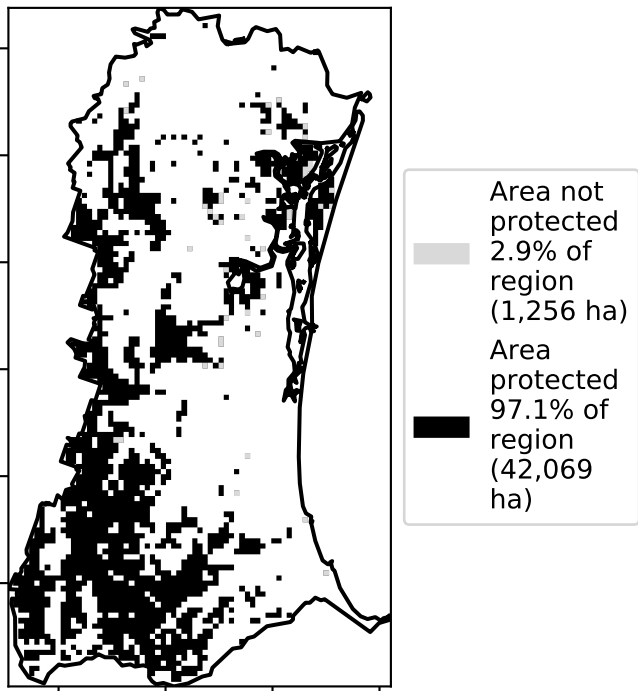 Area not
protected
2.9% of
region
(1,256 ha)
Area
protected
97.1% of
region
(42,069
ha)